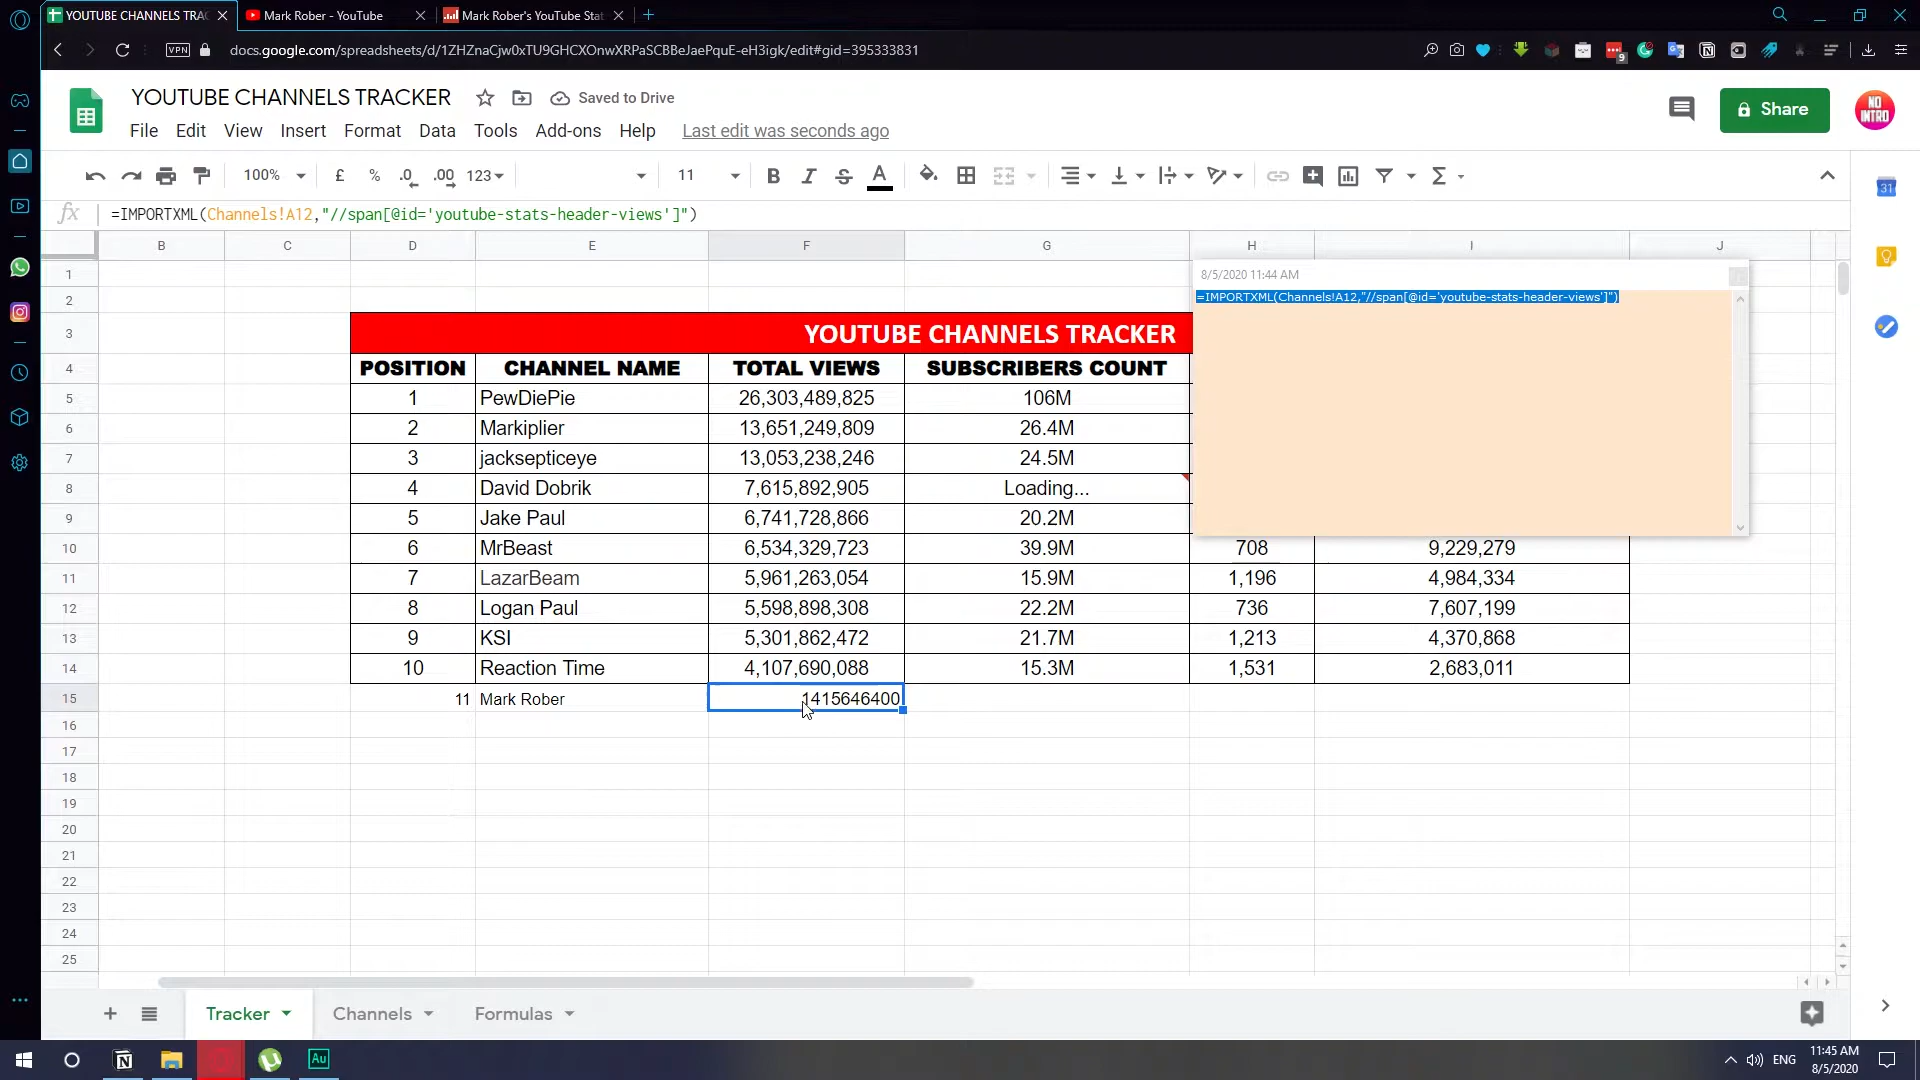 YOUTUBE CHANNELS TRAC
Mark Rober - YouTube
Mark Rober's YouTube Stat
VPN
docs.google.com/spreadsheets/d/1ZHZnaCjw0xTU9GHCXOnwXRPaSCBBeJaePquE-eH3igk/edit#gid=395333831
9
YOUTUBE CHANNELS TRACKER
Saved to Drive
Share
NO INTRO
File Edit View Insert Format Data Tools Add-ons Help Last edit was seconds ago
100% £ % .0 .00 123 11 B I S A Σ
31
fx =IMPORTXML(Channels!A12,"//span[@id='youtube-stats-header-views']")
B C D E F G H I J
8/5/2020 11:44 AM
=IMPORTXML(Channels!A12,"//span[@id='youtube-stats-header-views']")
1
2
3 YOUTUBE CHANNELS TRACKER
4 POSITION CHANNEL NAME TOTAL VIEWS SUBSCRIBERS COUNT
5 1 PewDiePie 26,303,489,825 106M
6 2 Markiplier 13,651,249,809 26.4M
7 3 jacksepticeye 13,053,238,246 24.5M
8 4 David Dobrik 7,615,892,905 Loading...
9 5 Jake Paul 6,741,728,866 20.2M
10 6 MrBeast 6,534,329,723 39.9M 708 9,229,279
11 7 LazarBeam 5,961,263,054 15.9M 1,196 4,984,334
12 8 Logan Paul 5,598,898,308 22.2M 736 7,607,199
13 9 KSI 5,301,862,472 21.7M 1,213 4,370,868
14 10 Reaction Time 4,107,690,088 15.3M 1,531 2,683,011
15 11 Mark Rober 1415646400
16
17
18
19
20
21
22
23
24
25
Tracker Channels Formulas
N
Au
ENG
11:45 AM
8/5/2020